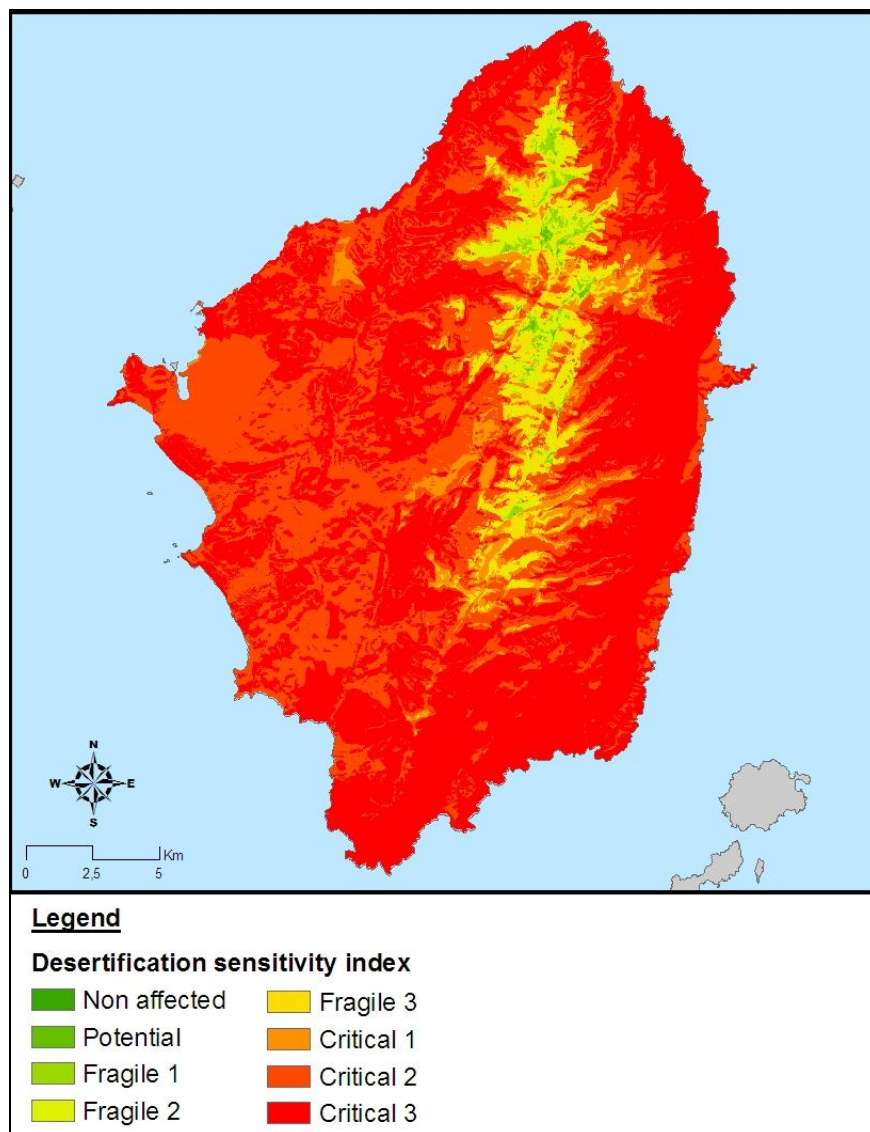 N
W E
S
Km
0 2,5 5
Legend
Desertification sensitivity index
Non affected
Potential
Fragile 1
Fragile 2
Fragile 3
Critical 1
Critical 2
Critical 3